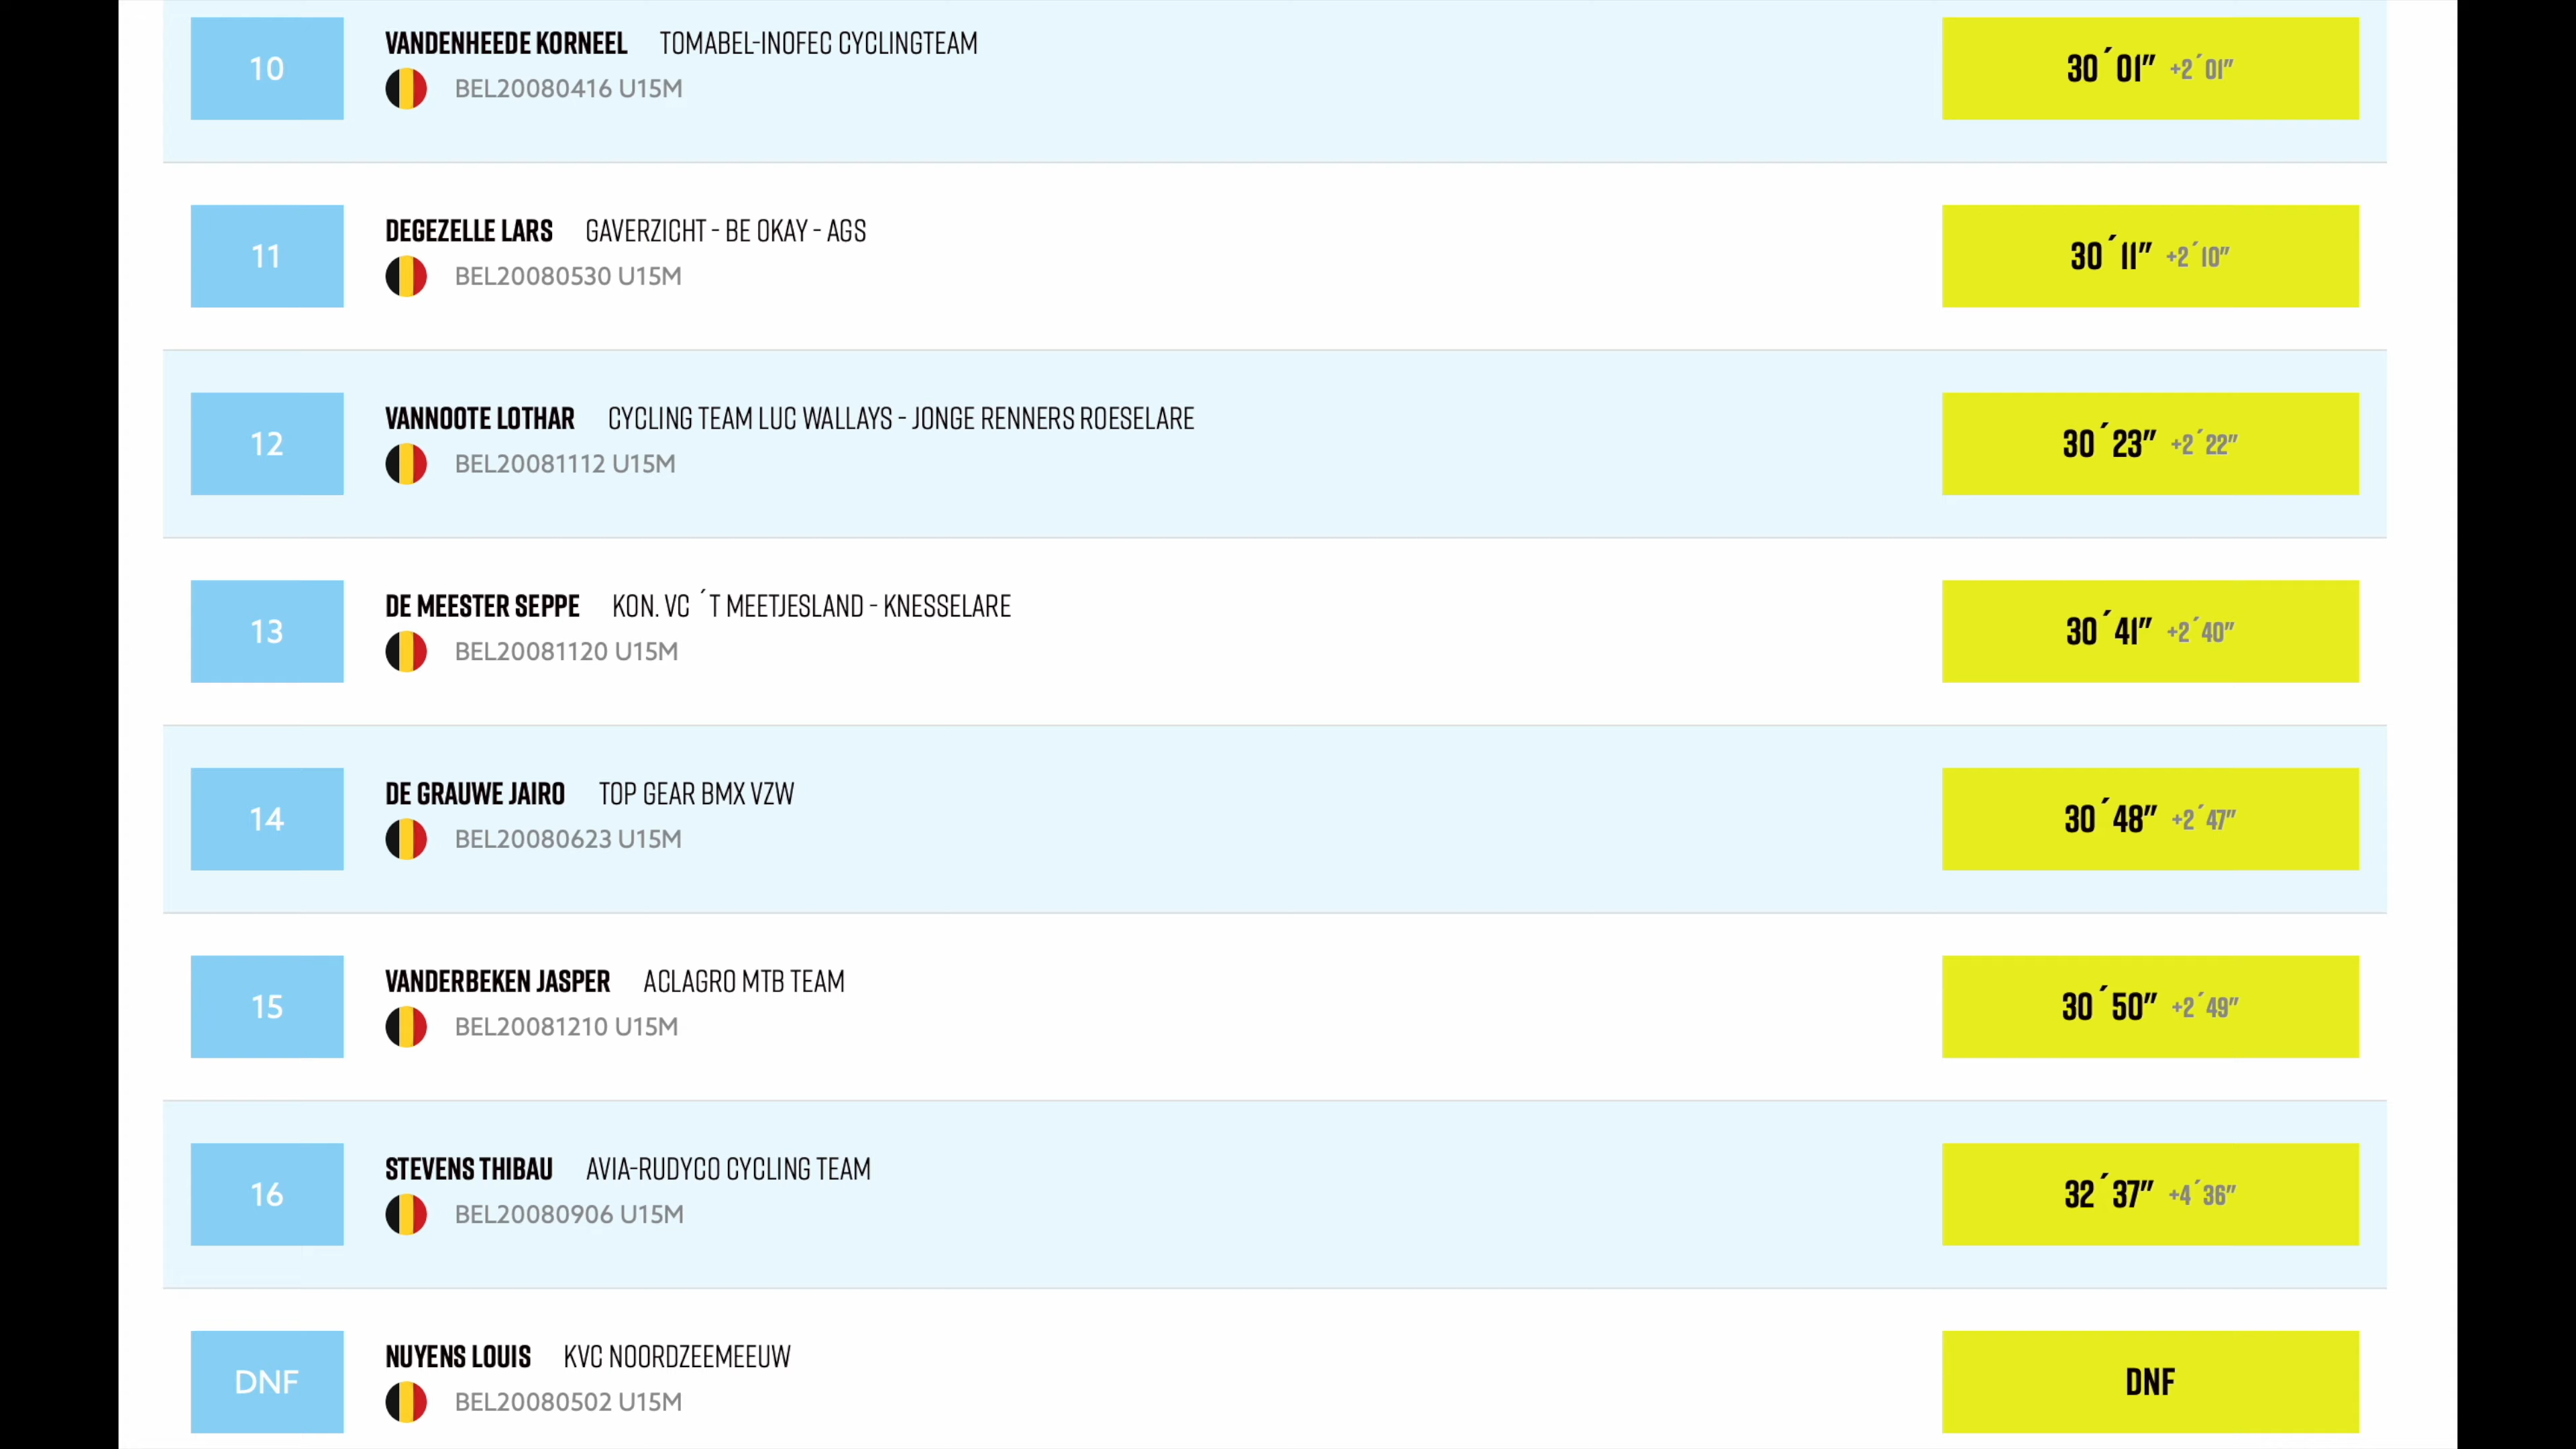 10 VANDENHEEDE KORNEEL TOMABEL-INOFEC CYCLINGTEAM 30´01" +2´01"
BEL20080416 U15M
11 DEGEZELLE LARS GAVERZICHT - BE OKAY - AGS 30´11" +2´10"
BEL20080530 U15M
12 VANNOOTE LOTHAR CYCLING TEAM LUC WALLAYS - JONGE RENNERS ROESELARE 30´23" +2´22"
BEL20081112 U15M
13 DE MEESTER SEPPE KON. VC ´T MEETJESLAND - KNESSELARE 30´41" +2´40"
BEL20081120 U15M
14 DE GRAUWE JAIRO TOP GEAR BMX VZW 30´48" +2´47"
BEL20080623 U15M
15 VANDERBEKEN JASPER ACLAGRO MTB TEAM 30´50" +2´49"
BEL20081210 U15M
16 STEVENS THIBAU AVIA-RUDYCO CYCLING TEAM 32´37" +4´36"
BEL20080906 U15M
DNF NUYENS LOUIS KVC NOORDZEEMEEUW DNF
BEL20080502 U15M